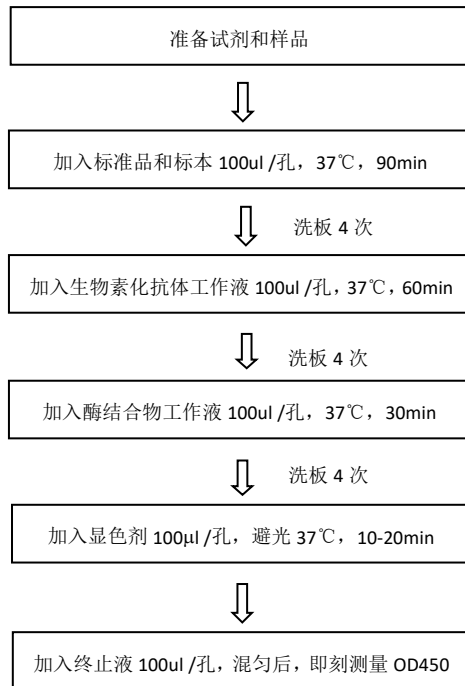 准备试剂和样品
加入标准品和标本 100ul /孔，37℃，90min
洗板 4 次
加入生物素化抗体工作液 100ul /孔，37℃，60min
洗板 4 次
加入酶结合物工作液 100ul /孔，37℃，30min
洗板 4 次
加入显色剂 100μl /孔，避光 37℃，10-20min
加入终止液 100ul /孔，混匀后，即刻测量 OD450